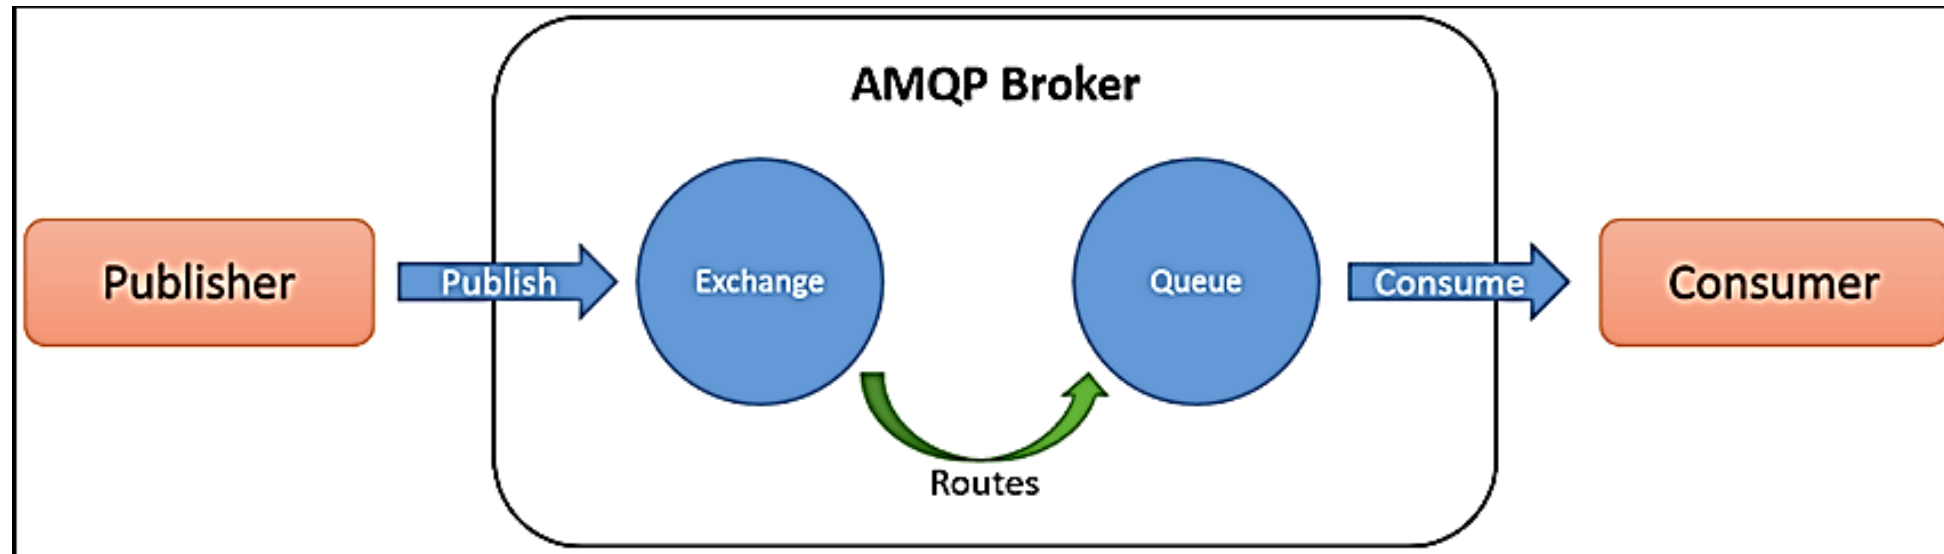 AMQP Broker
Publisher
Publish
Exchange
Queue
Consume
Consumer
Routes